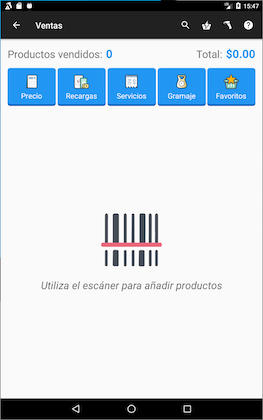 15:47
Ventas
Productos vendidos: 0
Total: $0.00
Precio
Recargas
Servicios
Gramaje
Favoritos
Utiliza el escáner para añadir productos